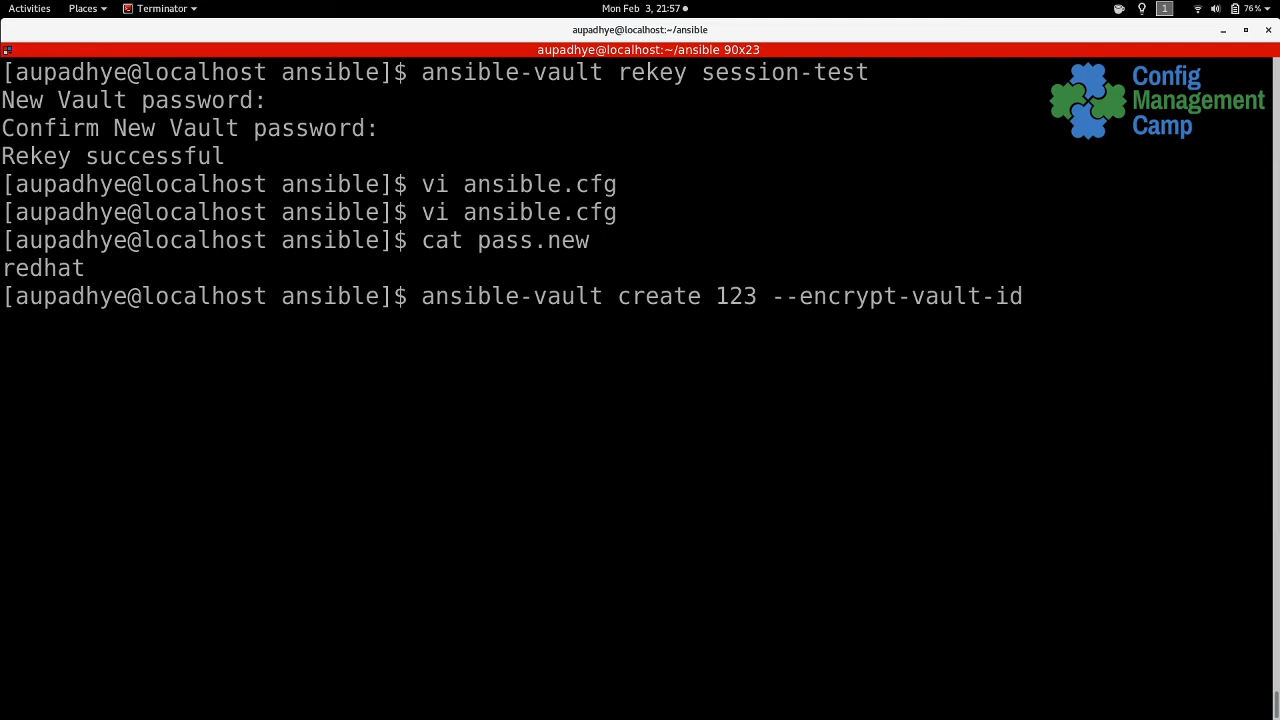 Activities Places Terminator Mon Feb 3, 21:57 1 76%
aupadhye@localhost:~/ansible
aupadhye@localhost:~/ansible 90x23
[aupadhye@localhost ansible]$ ansible-vault rekey session-test
New Vault password:
Confirm New Vault password:
Rekey successful
[aupadhye@localhost ansible]$ vi ansible.cfg
[aupadhye@localhost ansible]$ vi ansible.cfg
[aupadhye@localhost ansible]$ cat pass.new
redhat
[aupadhye@localhost ansible]$ ansible-vault create 123 --encrypt-vault-id
Config
Management
Camp